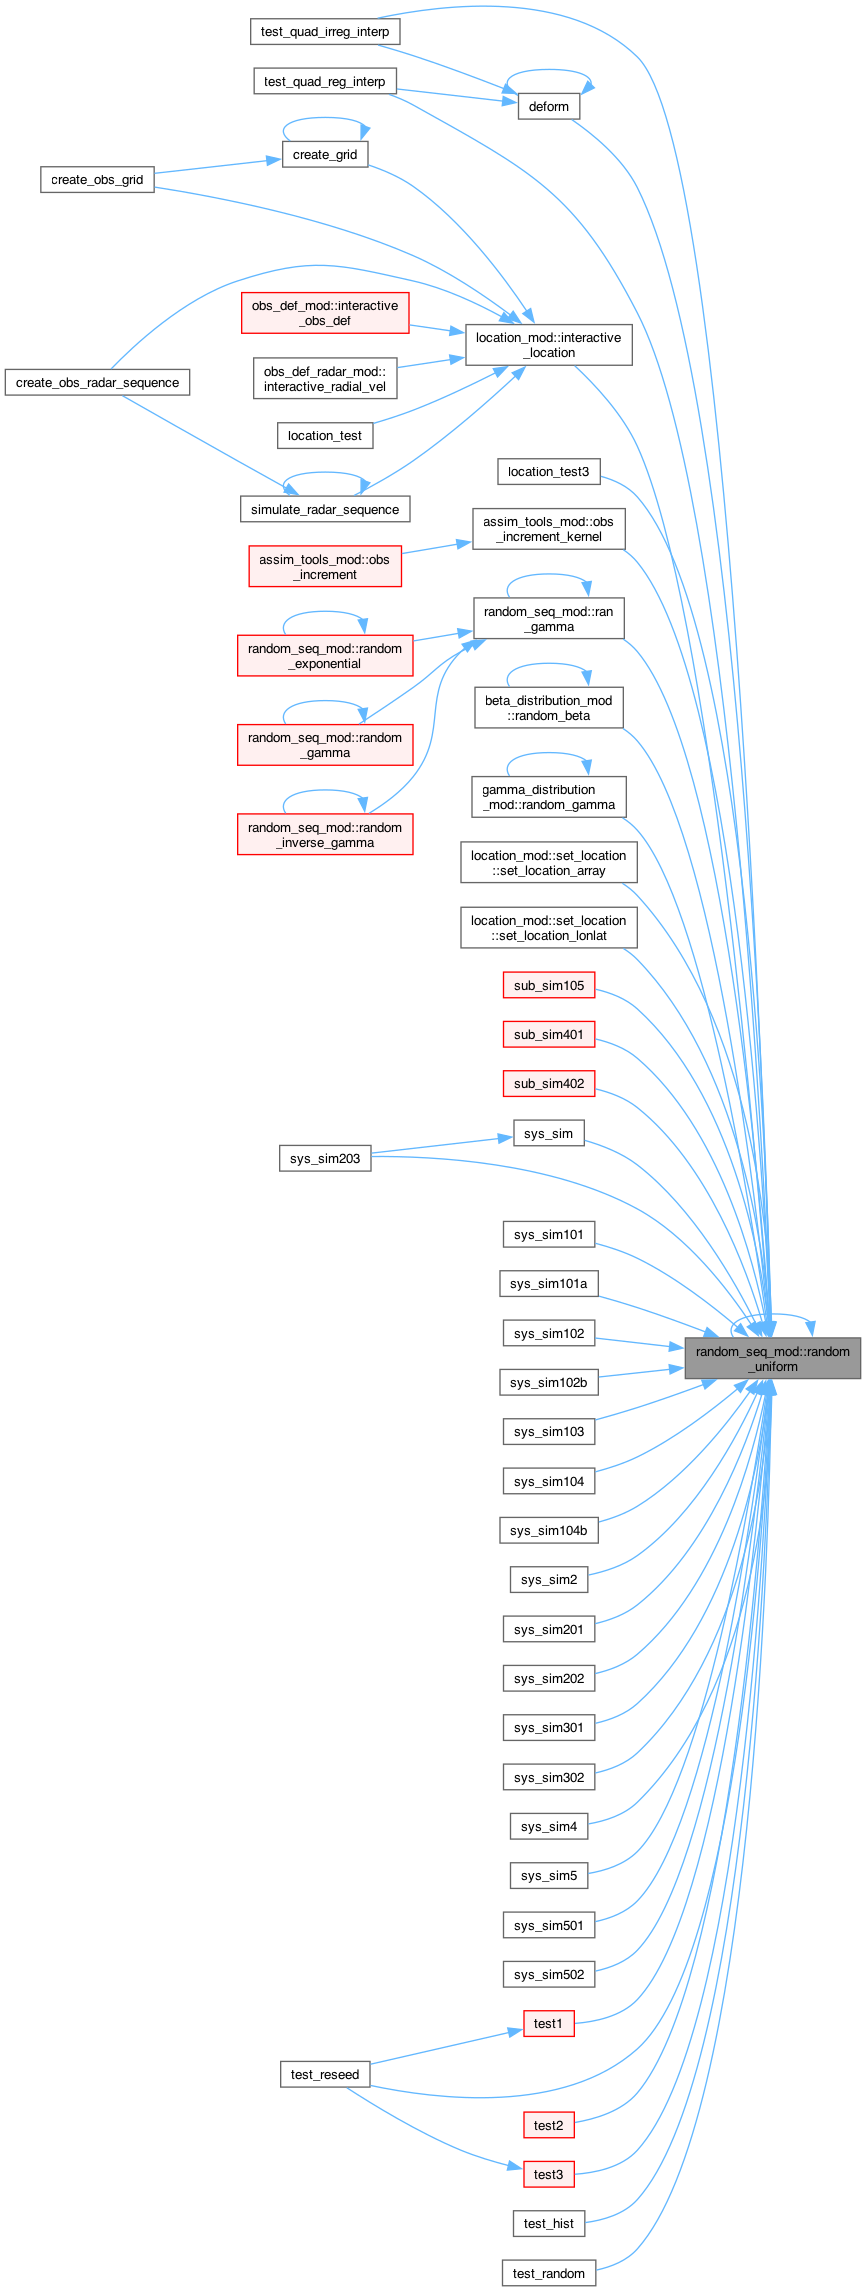 test_quad_irreg_interp
test_quad_reg_interp
deform
create_grid
create_obs_grid
obs_def_mod::interactive
_obs_def
location_mod::interactive
_location
obs_def_radar_mod::
interactive_radial_vel
create_obs_radar_sequence
location_test
location_test3
simulate_radar_sequence
assim_tools_mod::obs
_increment_kernel
assim_tools_mod::obs
_increment
random_seq_mod::ran
_gamma
random_seq_mod::random
_exponential
beta_distribution_mod
::random_beta
random_seq_mod::random
_gamma
gamma_distribution
_mod::random_gamma
random_seq_mod::random
_inverse_gamma
location_mod::set_location
::set_location_array
location_mod::set_location
::set_location_lonlat
sub_sim105
sub_sim401
sub_sim402
sys_sim
sys_sim203
sys_sim101
sys_sim101a
sys_sim102
random_seq_mod::random
_uniform
sys_sim102b
sys_sim103
sys_sim104
sys_sim104b
sys_sim2
sys_sim201
sys_sim202
sys_sim301
sys_sim302
sys_sim4
sys_sim5
sys_sim501
sys_sim502
test1
test_reseed
test2
test3
test_hist
test_random